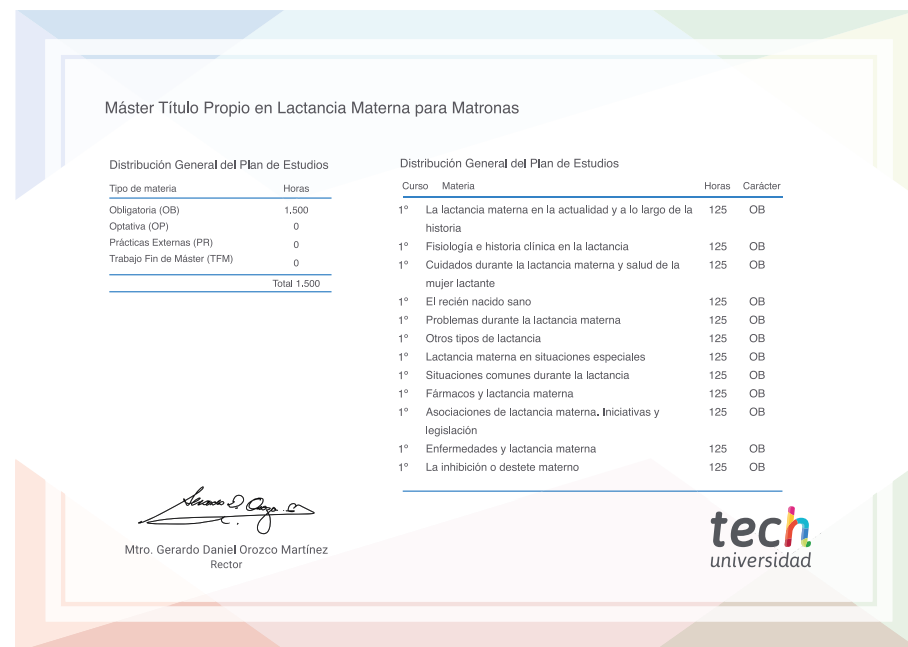 Máster Título Propio en Lactancia Materna para Matronas
Distribución General del Plan de Estudios
Tipo de materia Horas
Obligatoria (OB) 1.500
Optativa (OP) 0
Prácticas Externas (PR) 0
Trabajo Fin de Máster (TFM) 0
Total 1.500
Distribución General del Plan de Estudios
Curso Materia Horas Carácter
1º La lactancia materna en la actualidad y a lo largo de la 125 OB
historia
1º Fisiología e historia clínica en la lactancia 125 OB
1º Cuidados durante la lactancia materna y salud de la 125 OB
mujer lactante
1º El recién nacido sano 125 OB
1º Problemas durante la lactancia materna 125 OB
1º Otros tipos de lactancia 125 OB
1º Lactancia materna en situaciones especiales 125 OB
1º Situaciones comunes durante la lactancia 125 OB
1º Fármacos y lactancia materna 125 OB
1º Asociaciones de lactancia materna. Iniciativas y 125 OB
legislación
1º Enfermedades y lactancia materna 125 OB
1º La inhibición o destete materno 125 OB
Mtro. Gerardo Daniel Orozco Martínez
Rector
tech
universidad